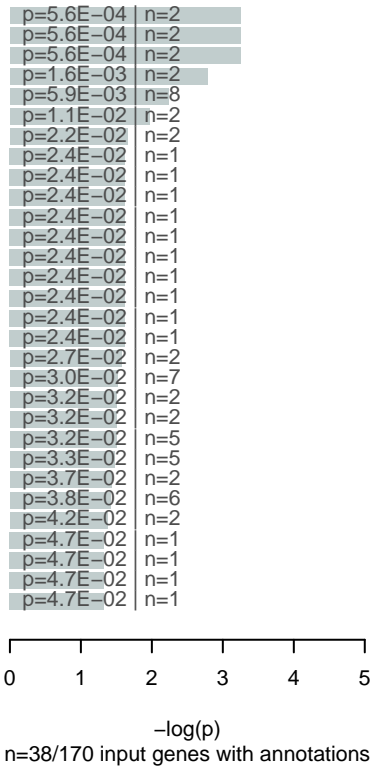 p=5.6E−04 | n=2
p=5.6E−04 | n=2
p=5.6E−04 | n=2
p=1.6E−03 | n=2
p=5.9E−03 | n=8
p=1.1E−02 | n=2
p=2.2E−02 | n=2
p=2.4E−02 | n=1
p=2.4E−02 | n=1
p=2.4E−02 | n=1
p=2.4E−02 | n=1
p=2.4E−02 | n=1
p=2.4E−02 | n=1
p=2.4E−02 | n=1
p=2.4E−02 | n=1
p=2.4E−02 | n=1
p=2.4E−02 | n=1
p=2.7E−02 | n=2
p=3.0E−02 | n=7
p=3.2E−02 | n=2
p=3.2E−02 | n=2
p=3.2E−02 | n=5
p=3.3E−02 | n=5
p=3.7E−02 | n=2
p=3.8E−02 | n=6
p=4.2E−02 | n=2
p=4.7E−02 | n=1
p=4.7E−02 | n=1
p=4.7E−02 | n=1
p=4.7E−02 | n=1
0 1 2 3 4 5
−log(p)
n=38/170 input genes with annotations